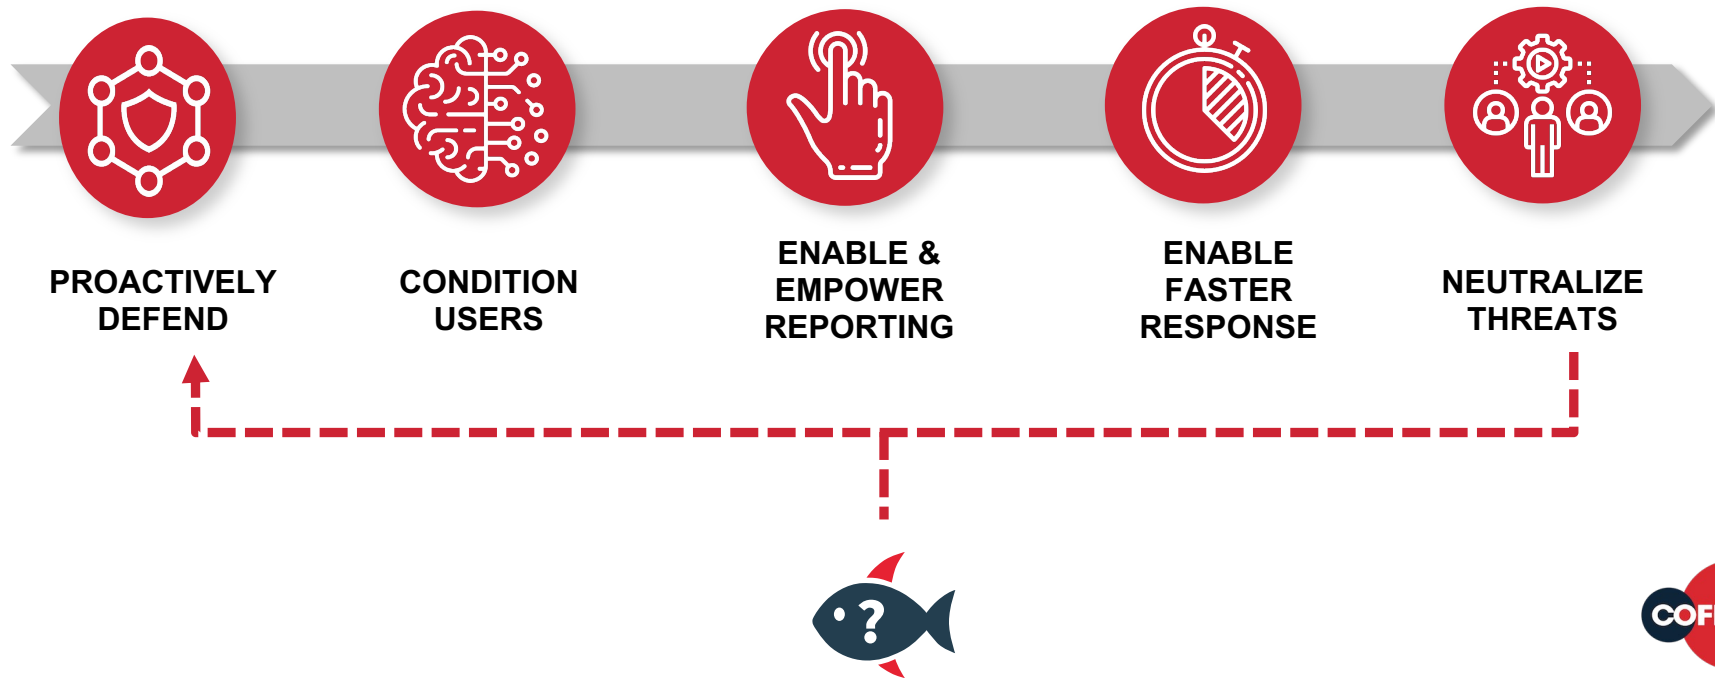 PROACTIVELY
DEFEND
CONDITION
USERS
ENABLE &
EMPOWER
REPORTING
ENABLE
FASTER
RESPONSE
NEUTRALIZE
THREATS
?